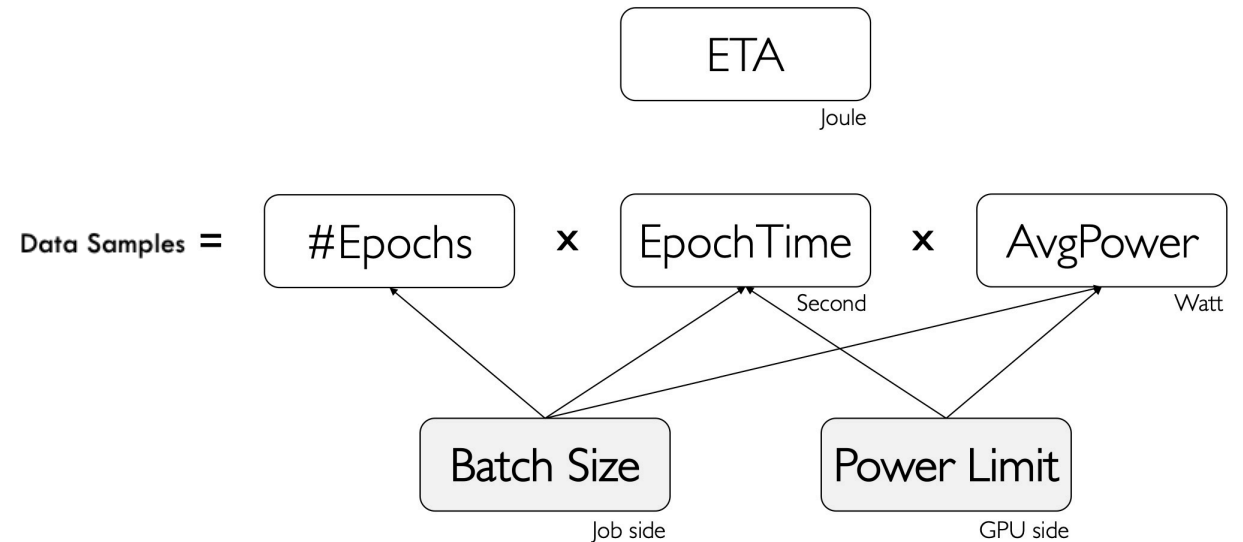 ETA
Joule
Data Samples = #Epochs x EpochTime x AvgPower
Second Watt
Batch Size Power Limit
Job side GPU side